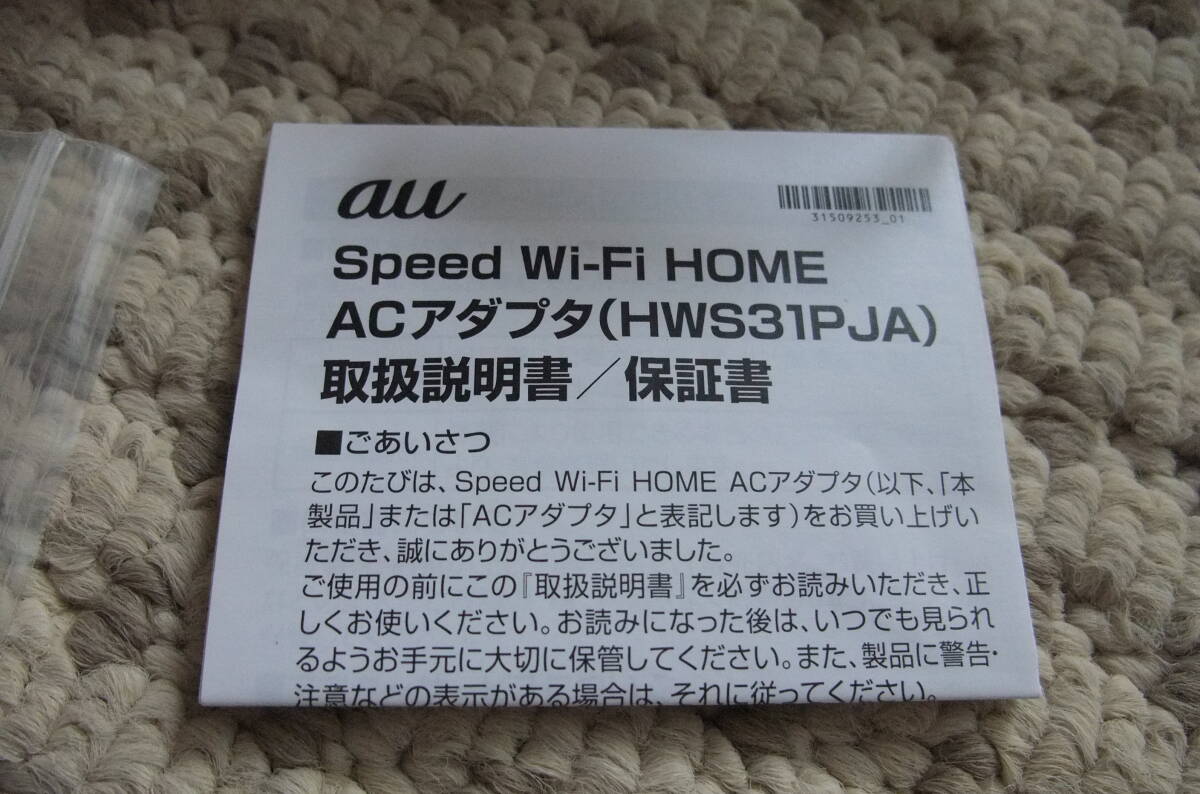 au
31509253_01
Speed Wi-Fi HOME
ACアダプタ(HWS31PJA)
取扱説明書／保証書
■ごあいさつ
このたびは、Speed Wi-Fi HOME ACアダプタ(以下、「本
製品」または「ACアダプタ」と表記します)をお買い上げい
ただき、誠にありがとうございました。
ご使用の前にこの『取扱説明書』を必ずお読みいただき、正
しくお使いください。お読みになった後は、いつでも見られ
るようお手元に大切に保管してください。また、製品に警告・
注意などの表示がある場合は、それに従ってください。